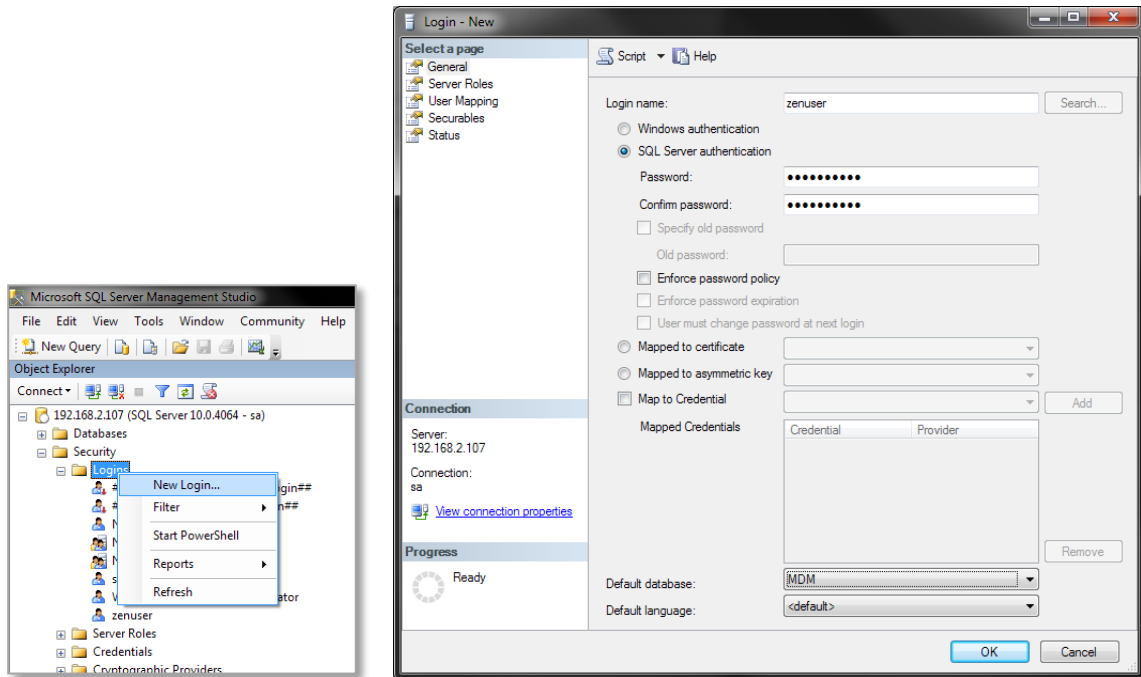 Microsoft SQL Server Management Studio
File Edit View Tools Window Community Help
New Query
Object Explorer
Connect
192.168.2.107 (SQL Server 10.0.4064 - sa)
Databases
Security
Logins
New Login...
gin##
Filter
n##
Start PowerShell
Reports
Refresh
ator
zenuser
Server Roles
Credentials
Cryptographic Providers
Login - New
Select a page
General
Server Roles
User Mapping
Securables
Status
Connection
Server:
192.168.2.107
Connection:
sa
View connection properties
Progress
Ready
Script Help
Login name: zenuser Search...
Windows authentication
SQL Server authentication
Password: ●●●●●●●●●●
Confirm password: ●●●●●●●●●●
Specify old password
Old password:
Enforce password policy
Enforce password expiration
User must change password at next login
Mapped to certificate
Mapped to asymmetric key
Map to Credential Add
Mapped Credentials Credential Provider
Remove
Default database: MDM
Default language: <default>
OK Cancel